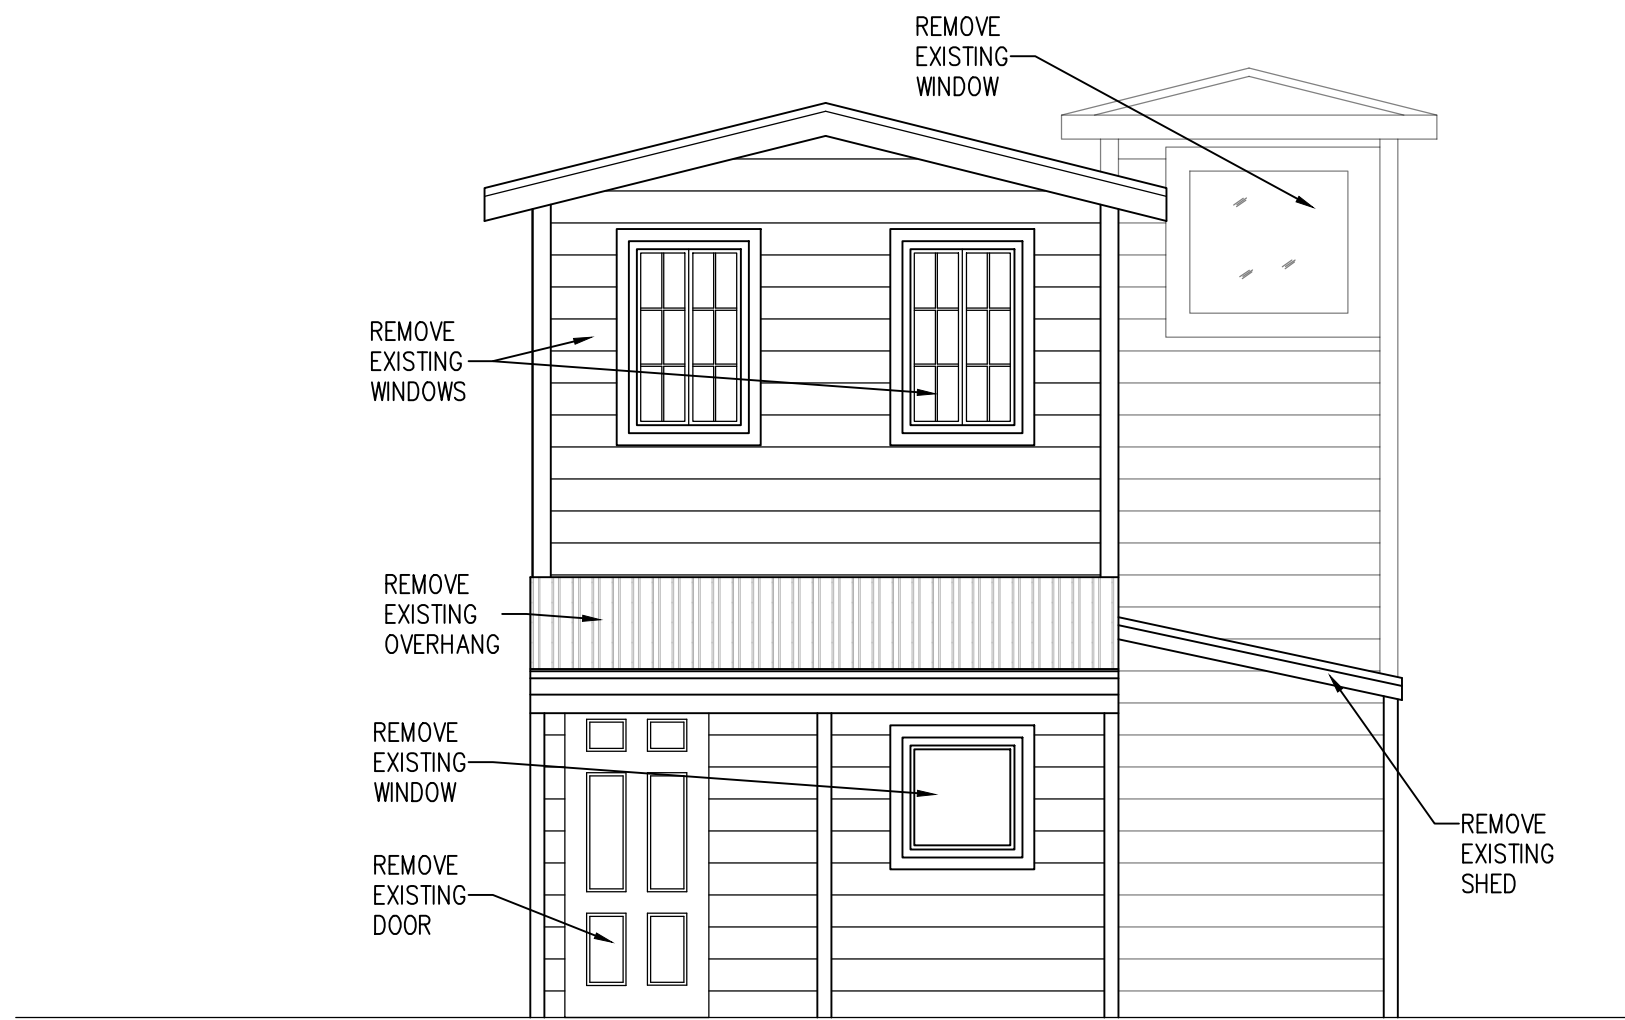 REMOVE
EXISTING
WINDOW
REMOVE
EXISTING
WINDOWS
REMOVE
EXISTING
OVERHANG
REMOVE
EXISTING
WINDOW
REMOVE
EXISTING
SHED
REMOVE
EXISTING
DOOR